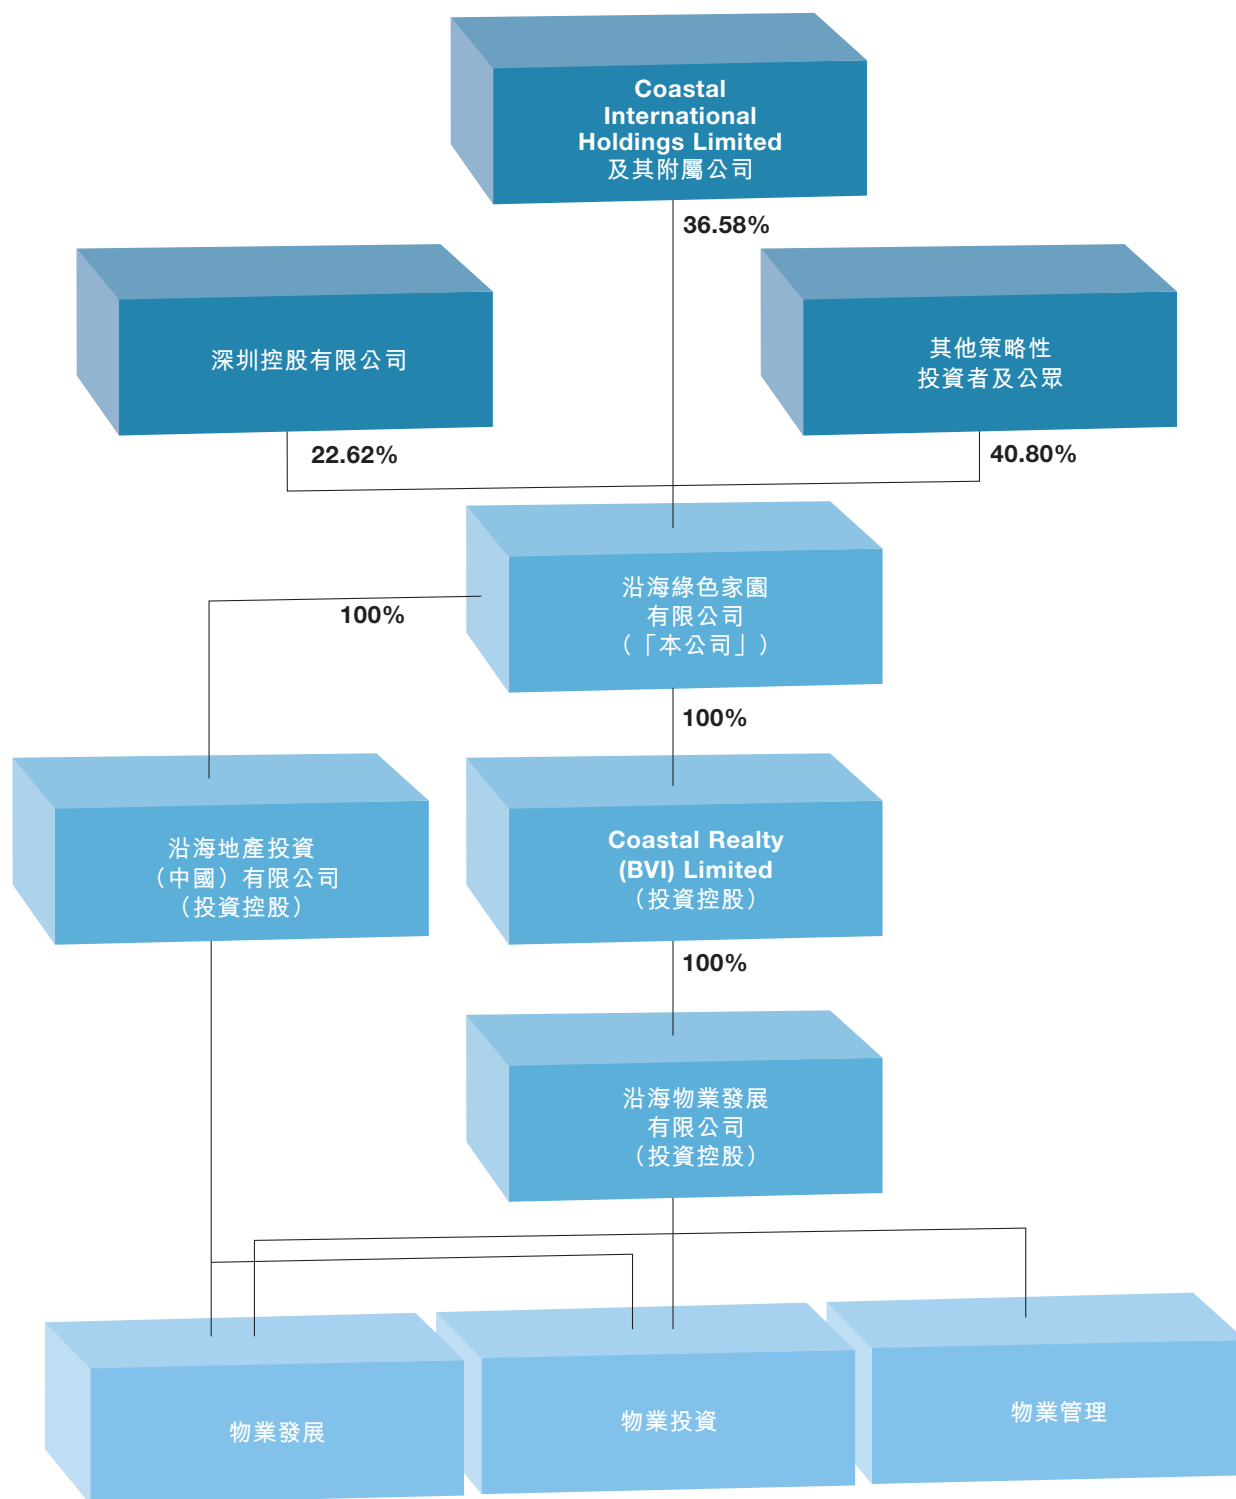 Coastal
International
Holdings Limited
及其附屬公司
36.58%
深圳控股有限公司
其他策略性
投資者及公眾
22.62%
40.80%
沿海綠色家園
有限公司
（「本公司」）
100%
100%
沿海地產投資
（中國）有限公司
（投資控股）
Coastal Realty
(BVI) Limited
（投資控股）
100%
沿海物業發展
有限公司
（投資控股）
物業發展
物業投資
物業管理